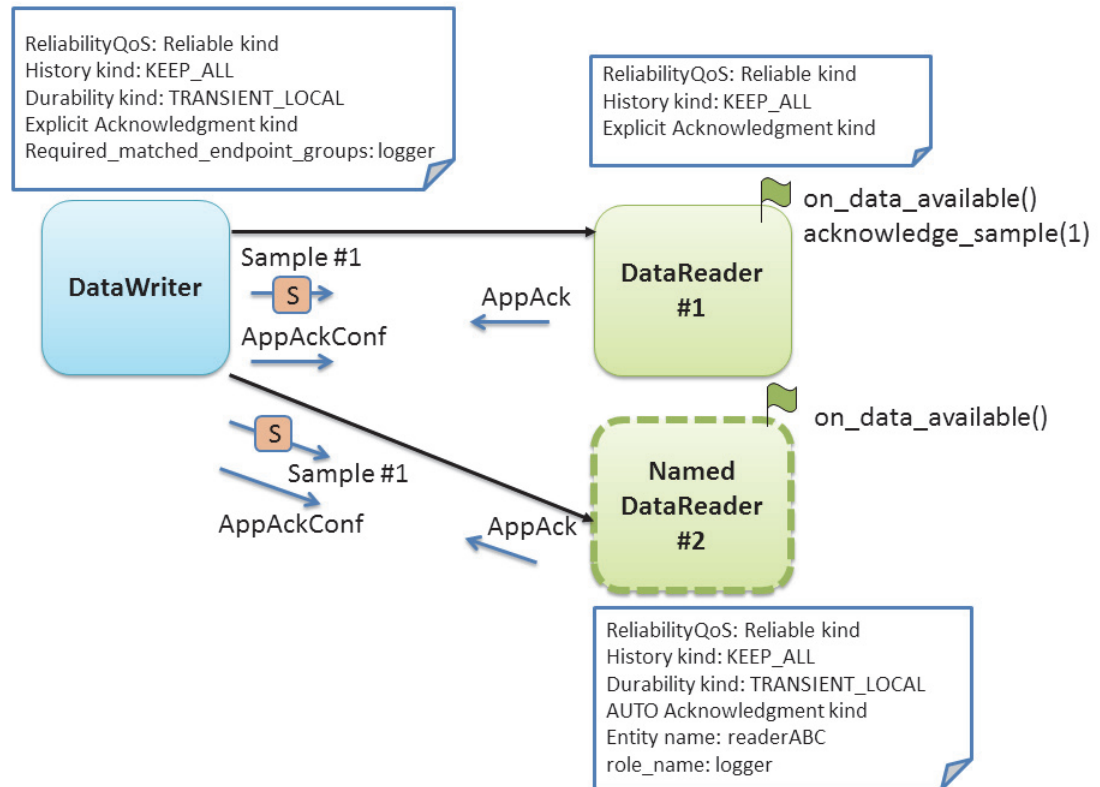 ReliabilityQoS: Reliable kind
History kind: KEEP_ALL
Durability kind: TRANSIENT_LOCAL
Explicit Acknowledgment kind
Required_matched_endpoint_groups: logger
ReliabilityQoS: Reliable kind
History kind: KEEP_ALL
Explicit Acknowledgment kind
on_data_available()
acknowledge_sample(1)
DataWriter
Sample #1
S
AppAckConf
AppAck
DataReader
#1
on_data_available()
S
Sample #1
AppAckConf
AppAck
Named
DataReader
#2
ReliabilityQoS: Reliable kind
History kind: KEEP_ALL
Durability kind: TRANSIENT_LOCAL
AUTO Acknowledgment kind
Entity name: readerABC
role_name: logger